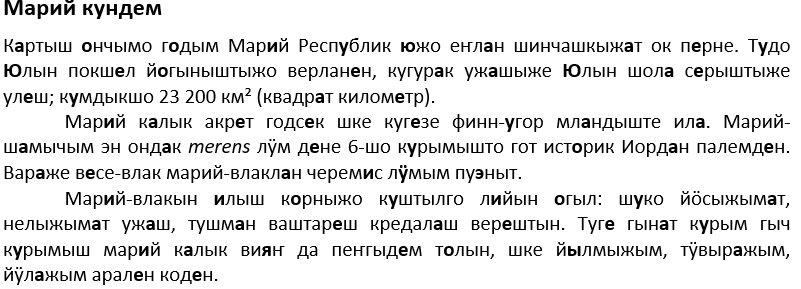 Марий кундем
Картыш ончымо годым Марий Республик южо еҥлан шинчашкыжат ок перне. Тудо
Юлын покшел йогыныштыжо верланен, кугурак ужашыже Юлын шола серыштыже
улеш; кумдыкшо 23 200 км² (квадрат километр).
Марий калык акрет годсек шке кугезе финн-угор мландыште ила. Марий-
шамычым эн ондак merens лӱм дене 6-шо курымышто гот историк Иордан палемден.
Вараже весе-влак марий-влаклан черемис лӱмым пуэныт.
Марий-влакын илыш корныжо куштылго лийын огыл: шуко йӧсыжымат,
нелыжымат ужаш, тушман ваштареш кредалаш верештын. Туге гынат курым гыч
курымыш марий калык вияҥ да пеҥгыдем толын, шке йылмыжым, тӱвыражым,
йӱлажым арален коден.